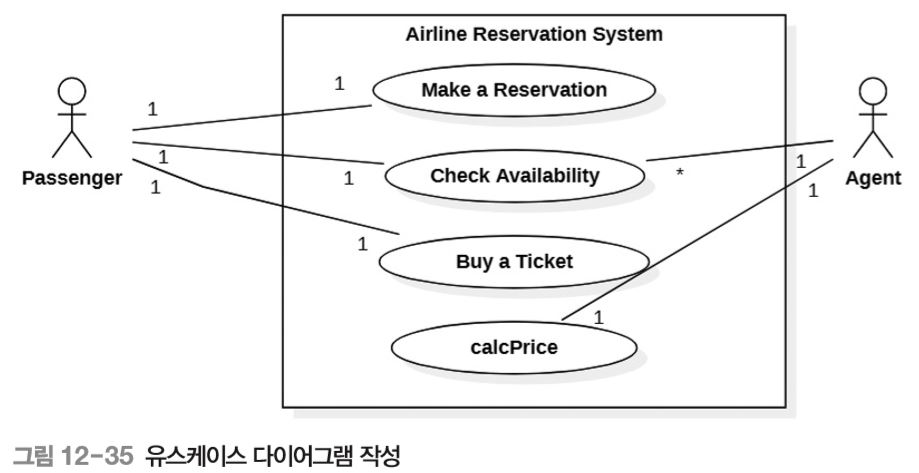 Airline Reservation System
1
Make a Reservation
1
1
Check Availability
1
*
1
Passenger
Agent
1
1
Buy a Ticket
1
1
calcPrice
그림 12-35 유스케이스 다이어그램 작성